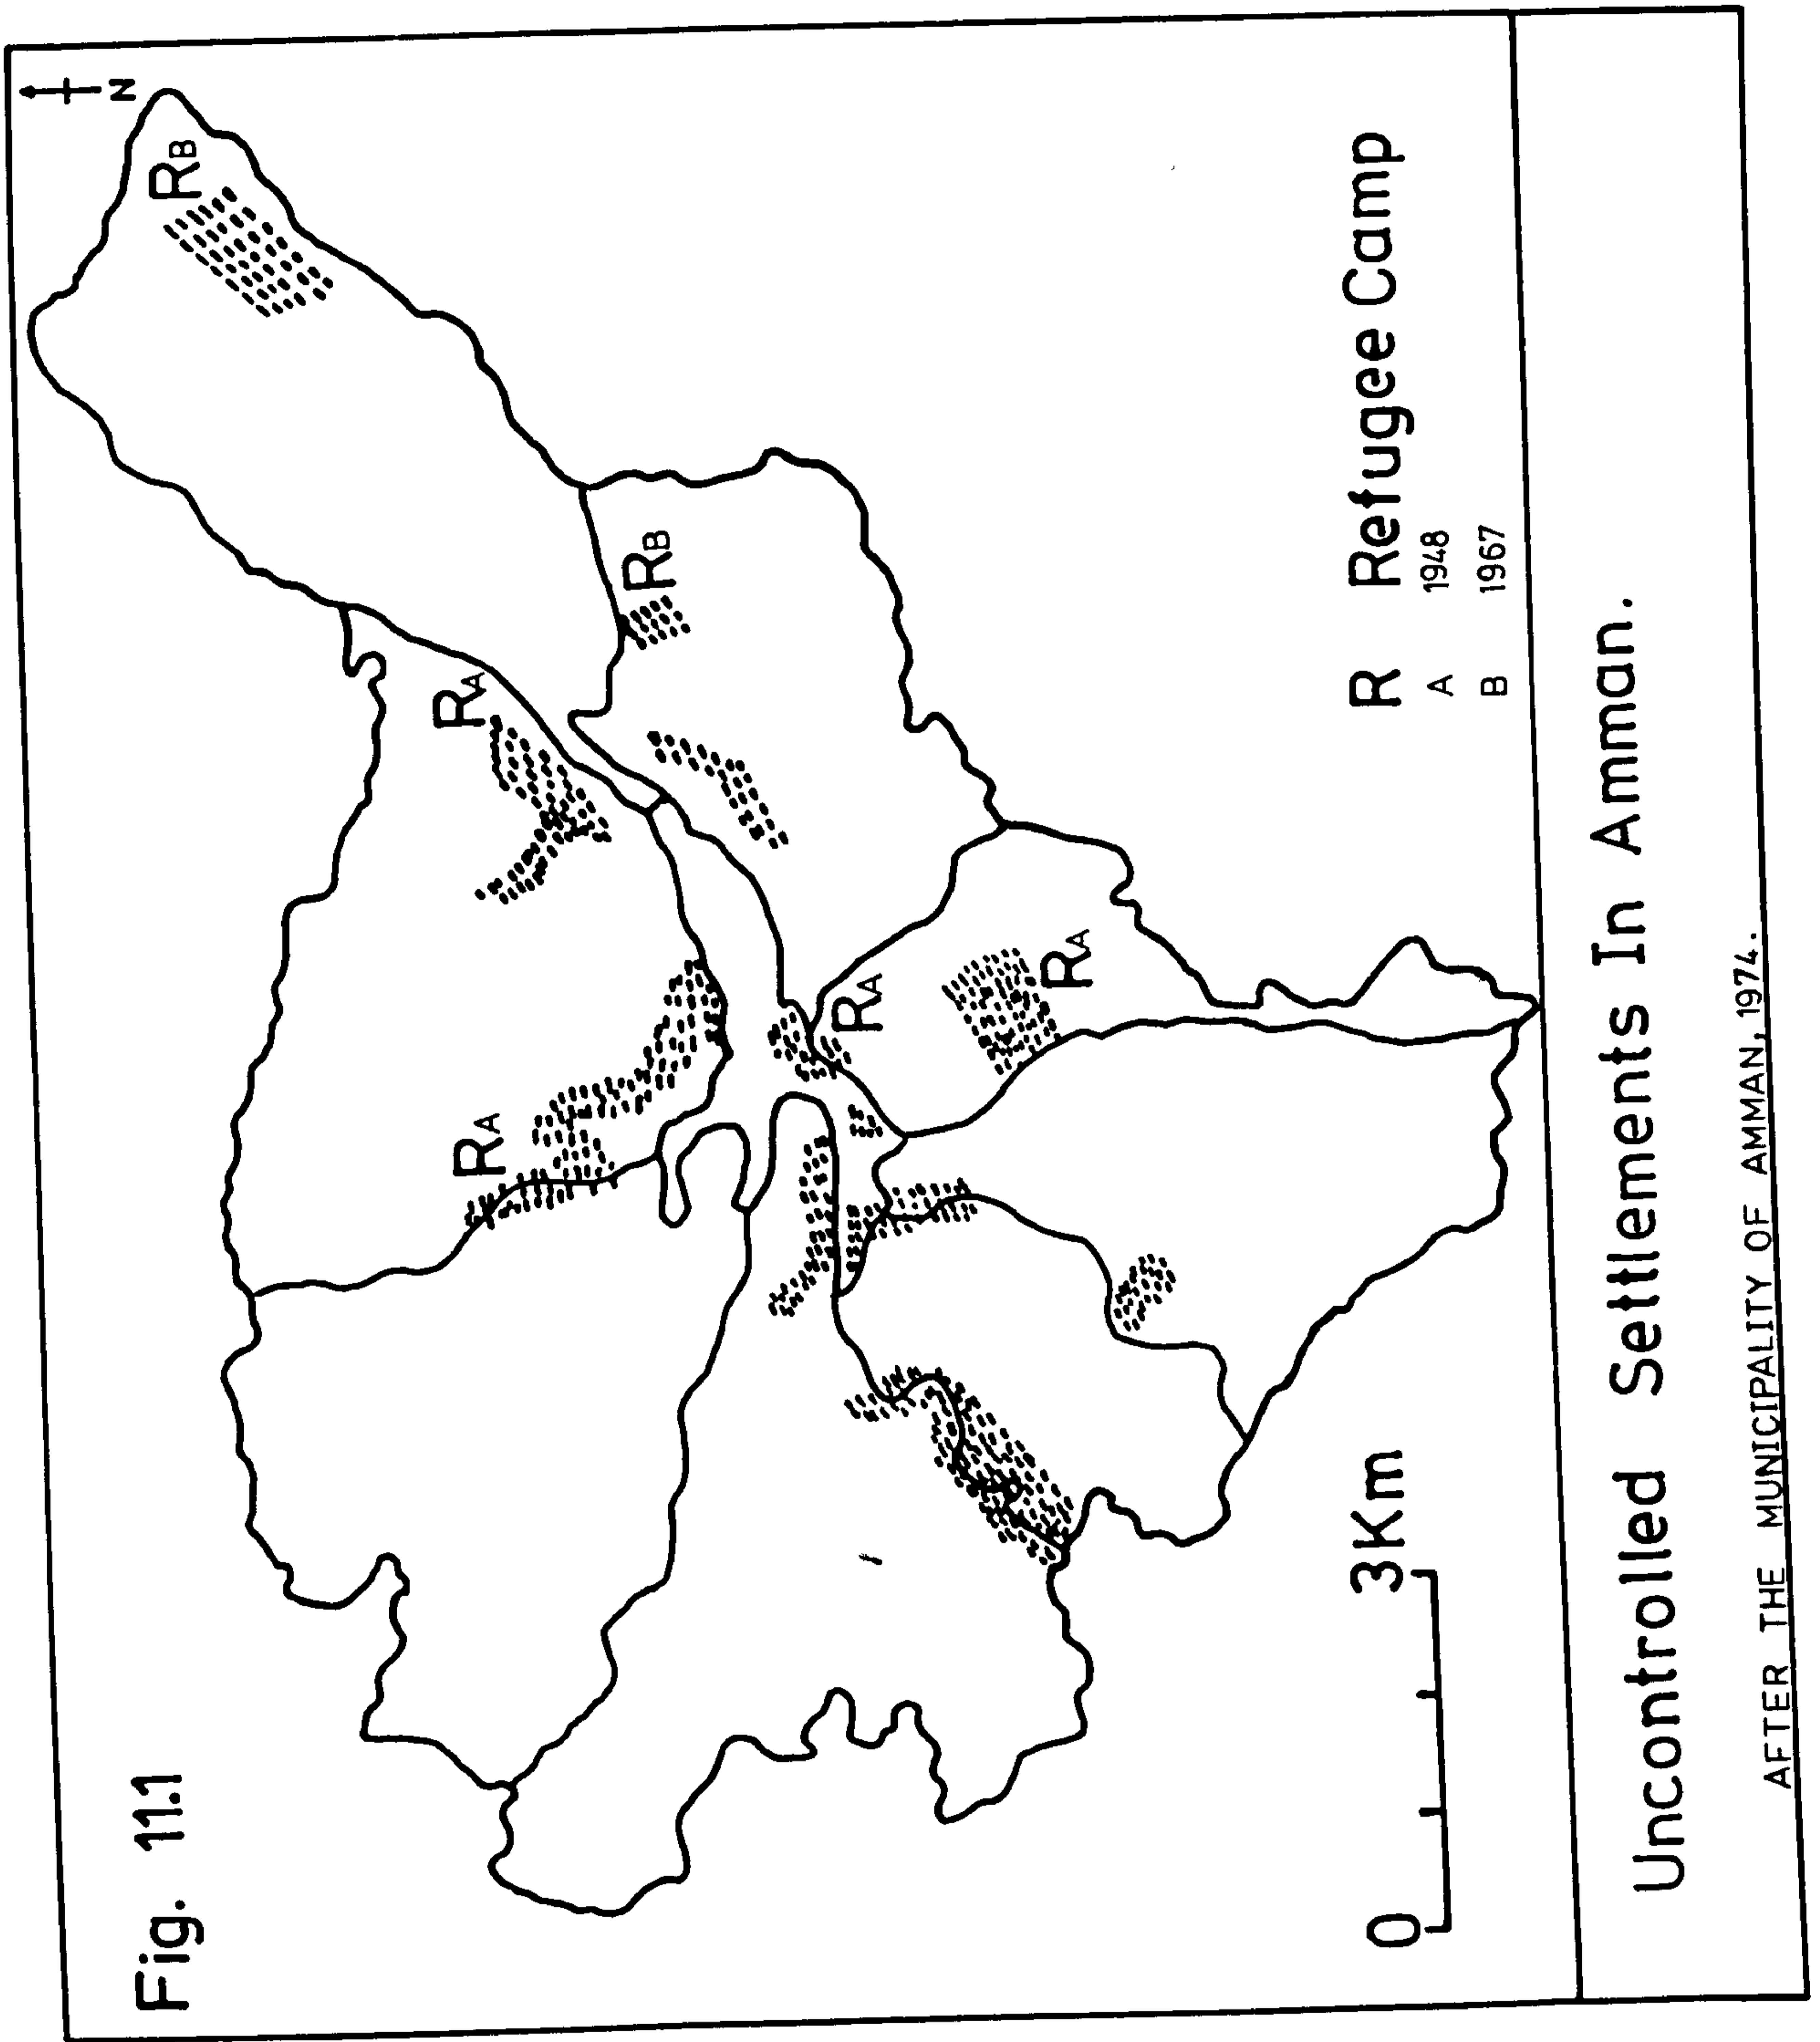 Fig. 11.1
N
RB
RA
RB
RA
RA
RA
R Refugee Camp
A 1948
B 1967
0 3Km
Uncontrolled Settlements In Amman.
AFTER THE MUNICIPALITY OF AMMAN, 1974.